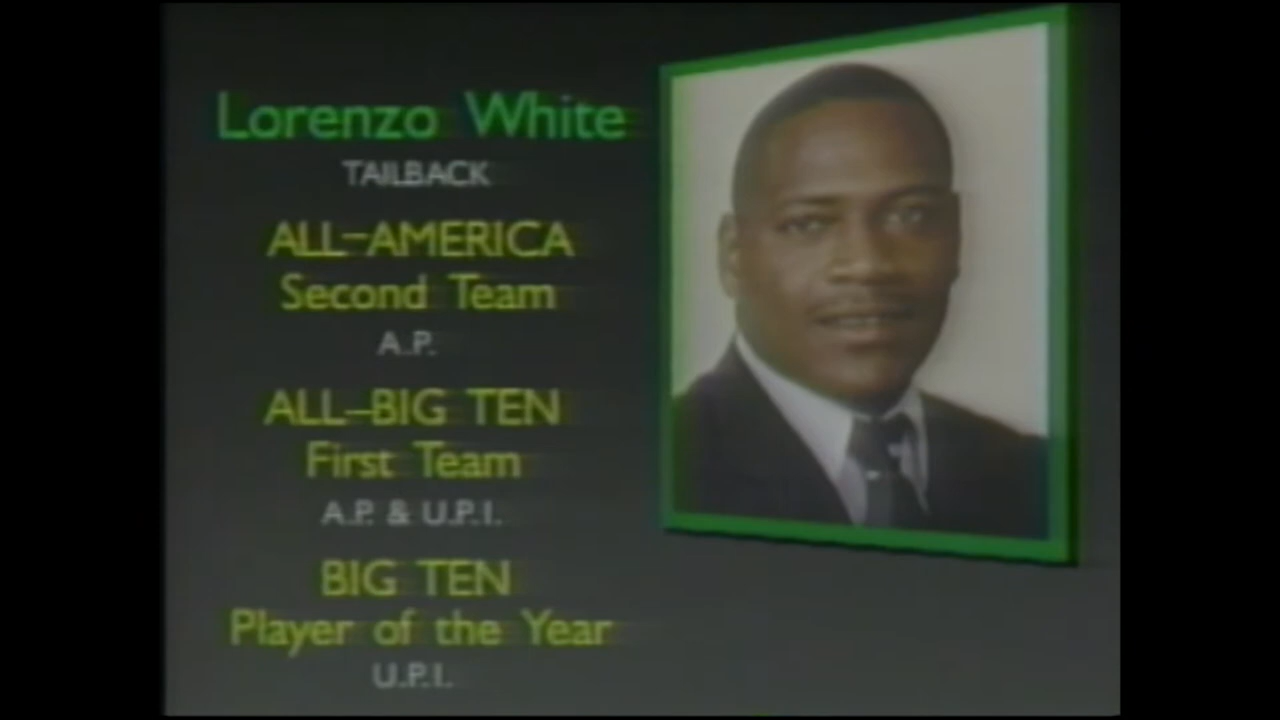 Lorenzo White
TAILBACK
ALL-AMERICA
Second Team
A.P.
ALL-BIG TEN
First Team
A.P. & U.P.I.
BIG TEN
Player of the Year
U.P.I.